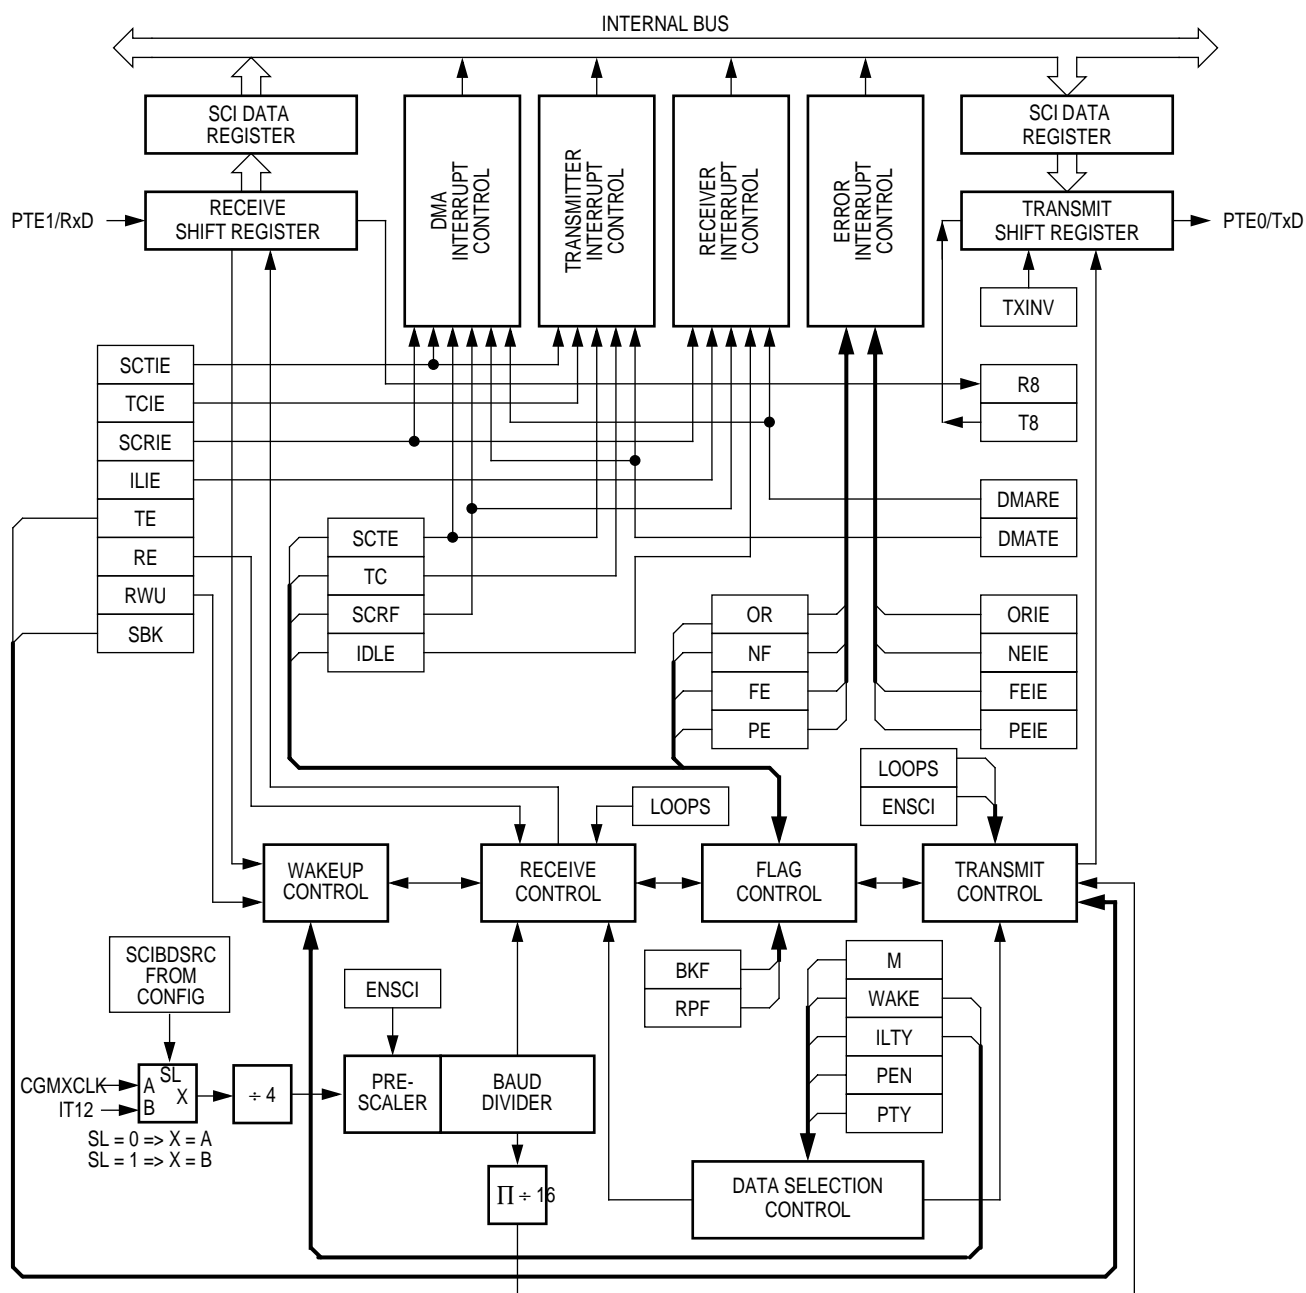 INTERNAL BUS
SCI DATA
REGISTER
DMA
INTERRUPT
CONTROL
TRANSMITTER
INTERRUPT
CONTROL
RECEIVER
INTERRUPT
CONTROL
ERROR
INTERRUPT
CONTROL
SCI DATA
REGISTER
PTE1/RxD
RECEIVE
SHIFT REGISTER
TRANSMIT
SHIFT REGISTER
PTE0/TxD
TXINV
SCTIE
TCIE
SCRIE
ILIE
TE
RE
RWU
SBK
R8
T8
DMARE
DMATE
SCTE
TC
SCRF
IDLE
OR
NF
FE
PE
ORIE
NEIE
FEIE
PEIE
LOOPS
LOOPS
ENSCI
WAKEUP
CONTROL
RECEIVE
CONTROL
FLAG
CONTROL
TRANSMIT
CONTROL
SCIBDSRC
FROM
CONFIG
ENSCI
BKF
RPF
M
WAKE
ILTY
PEN
PTY
CGMXCLK
IT12
SL
A
X
B
÷ 4
PRE-
SCALER
BAUD
DIVIDER
SL = 0 => X = A
SL = 1 => X = B
∏ ÷ 16
DATA SELECTION
CONTROL